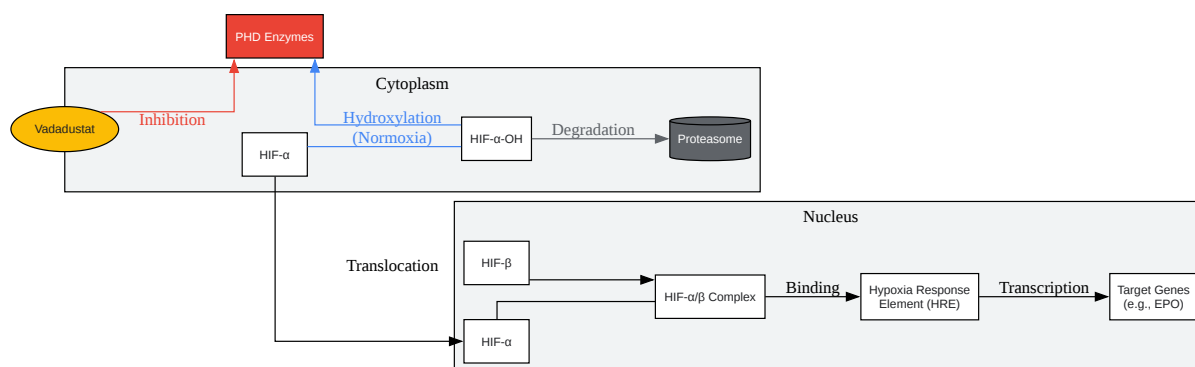 PHD Enzymes
Cytoplasm
Vadadustat
Inhibition
Hydroxylation
(Normoxia)
HIF-α-OH
Degradation
Proteasome
HIF-α
Nucleus
Translocation
HIF-β
HIF-α/β Complex
Binding
Hypoxia Response
Element (HRE)
Transcription
Target Genes
(e.g., EPO)
HIF-α